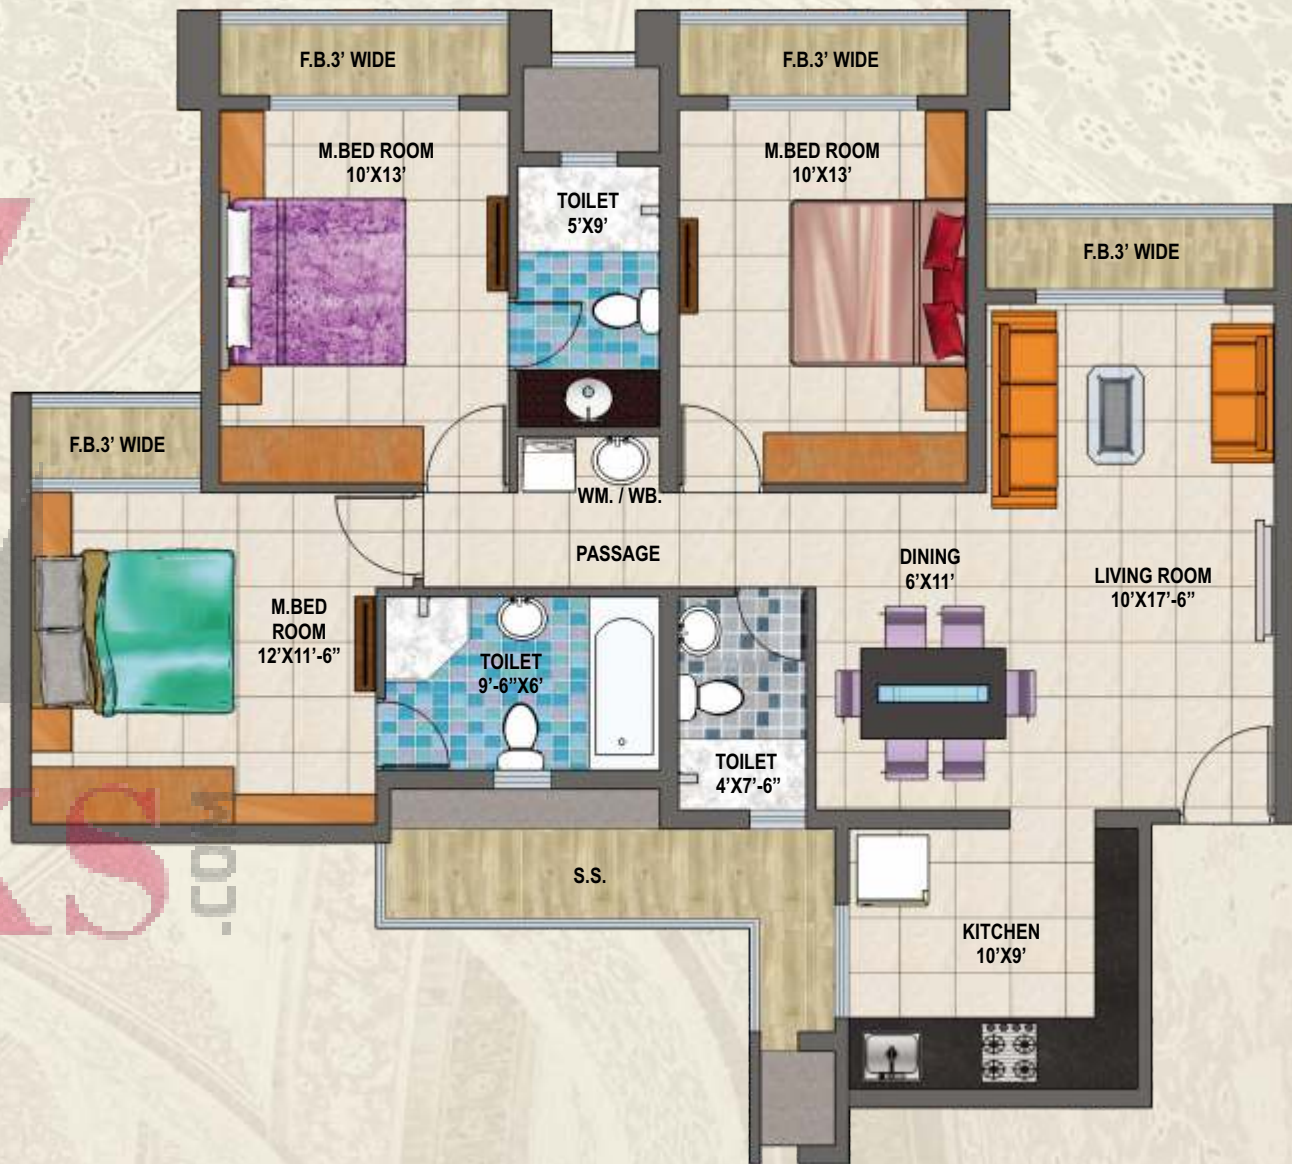 F.B.3' WIDE
F.B.3' WIDE
M.BED ROOM
10'X13'
M.BED ROOM
10'X13'
TOILET
5'X9'
F.B.3' WIDE
F.B.3' WIDE
WM. / WB.
PASSAGE
DINING
6'X11'
LIVING ROOM
10'X17'-6”
M.BED
ROOM
12'X11'-6”
TOILET
9'-6”X6'
TOILET
4'X7'-6”
S.S.
KITCHEN
10'X9'
.COM